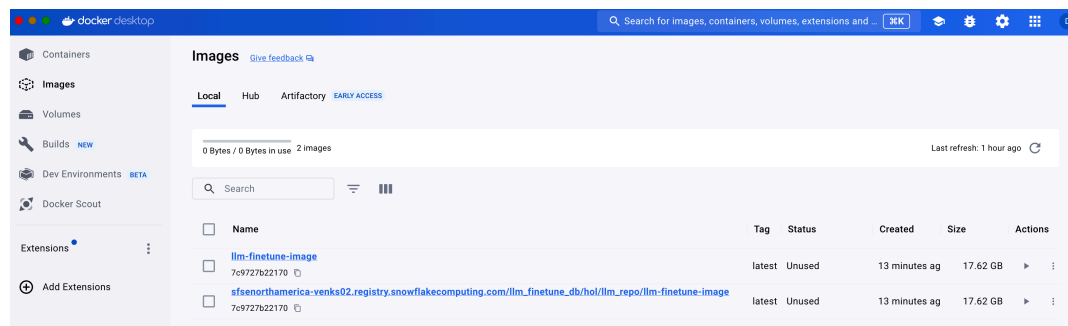 docker desktop
Search for images, containers, volumes, extensions and ... ⌘K
Containers
Images
Volumes
Builds NEW
Dev Environments BETA
Docker Scout
Extensions
Add Extensions
Images Give feedback
Local Hub Artifactory EARLY ACCESS
0 Bytes / 0 Bytes in use 2 images Last refresh: 1 hour ago
Search
Name Tag Status Created Size Actions
llm-finetune-image
7c9727b22170
latest Unused 13 minutes ag 17.62 GB
sfsenorthamerica-venks02.registry.snowflakecomputing.com/llm_finetune_db/hol/llm_repo/llm-finetune-image
7c9727b22170
latest Unused 13 minutes ag 17.62 GB